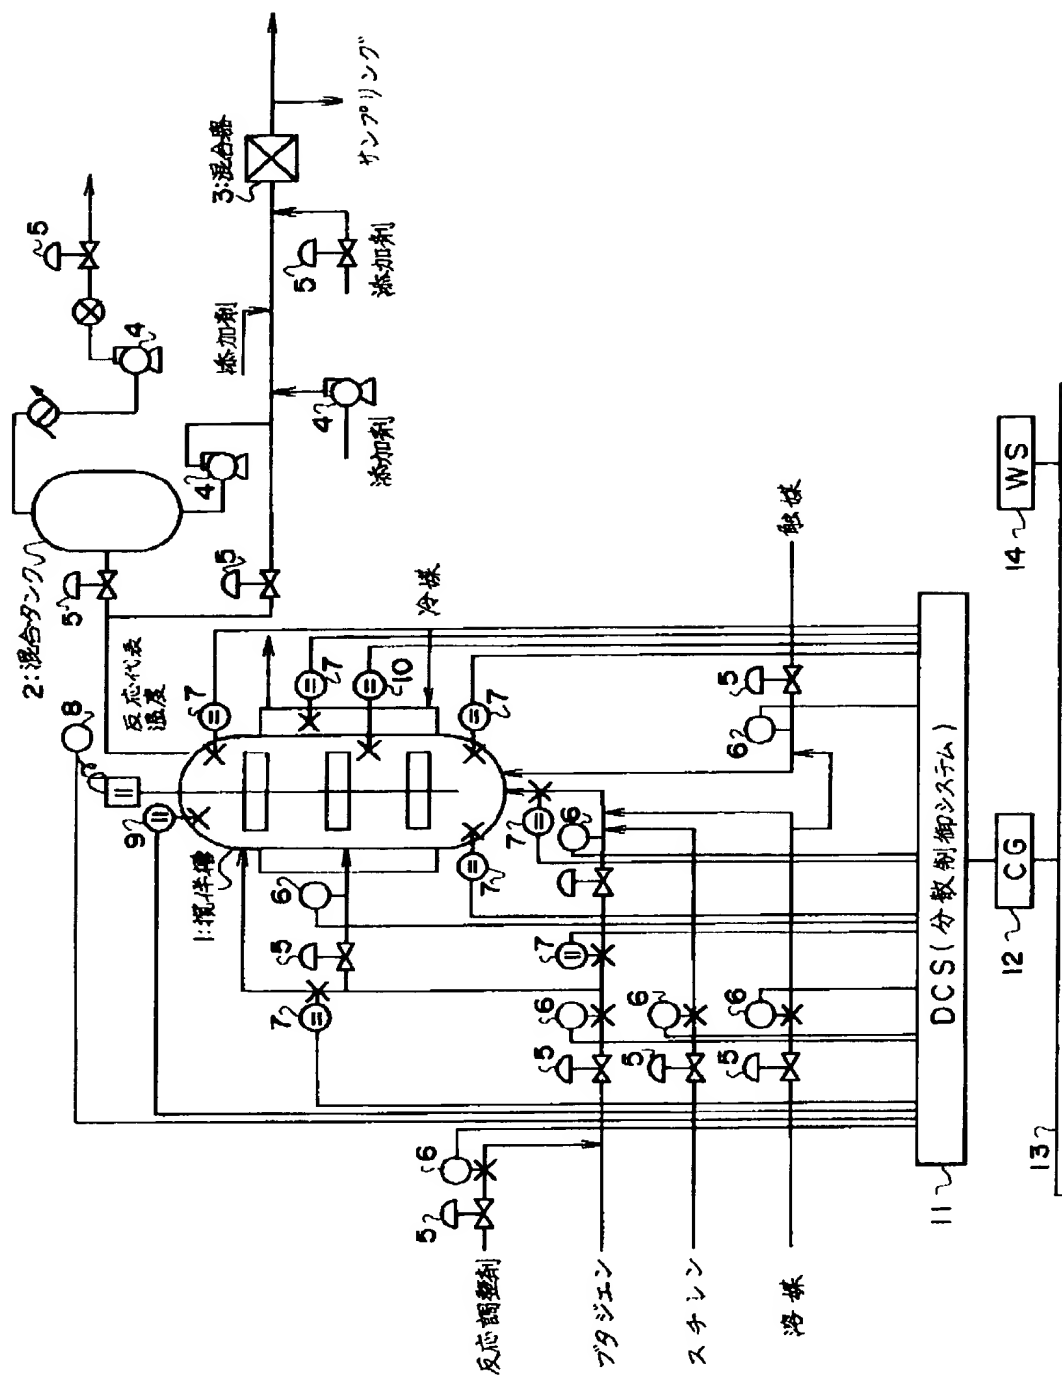 2:混合タンク
5
8
5
反応代表
温度
4
9
7
4
1:撹伴槽
5
添加剤
3:混合器
7
6
5
5
4
7
サンプリング
10
添加剤
添加剤
5
6
冷媒
反応調整剤
7
7
7
5
6
7
6
ブタジエン
5
6
スチレン
5
6
6
5
溶媒
触媒
11
DCS(分散制御システム)
12
CG
14
WS
13